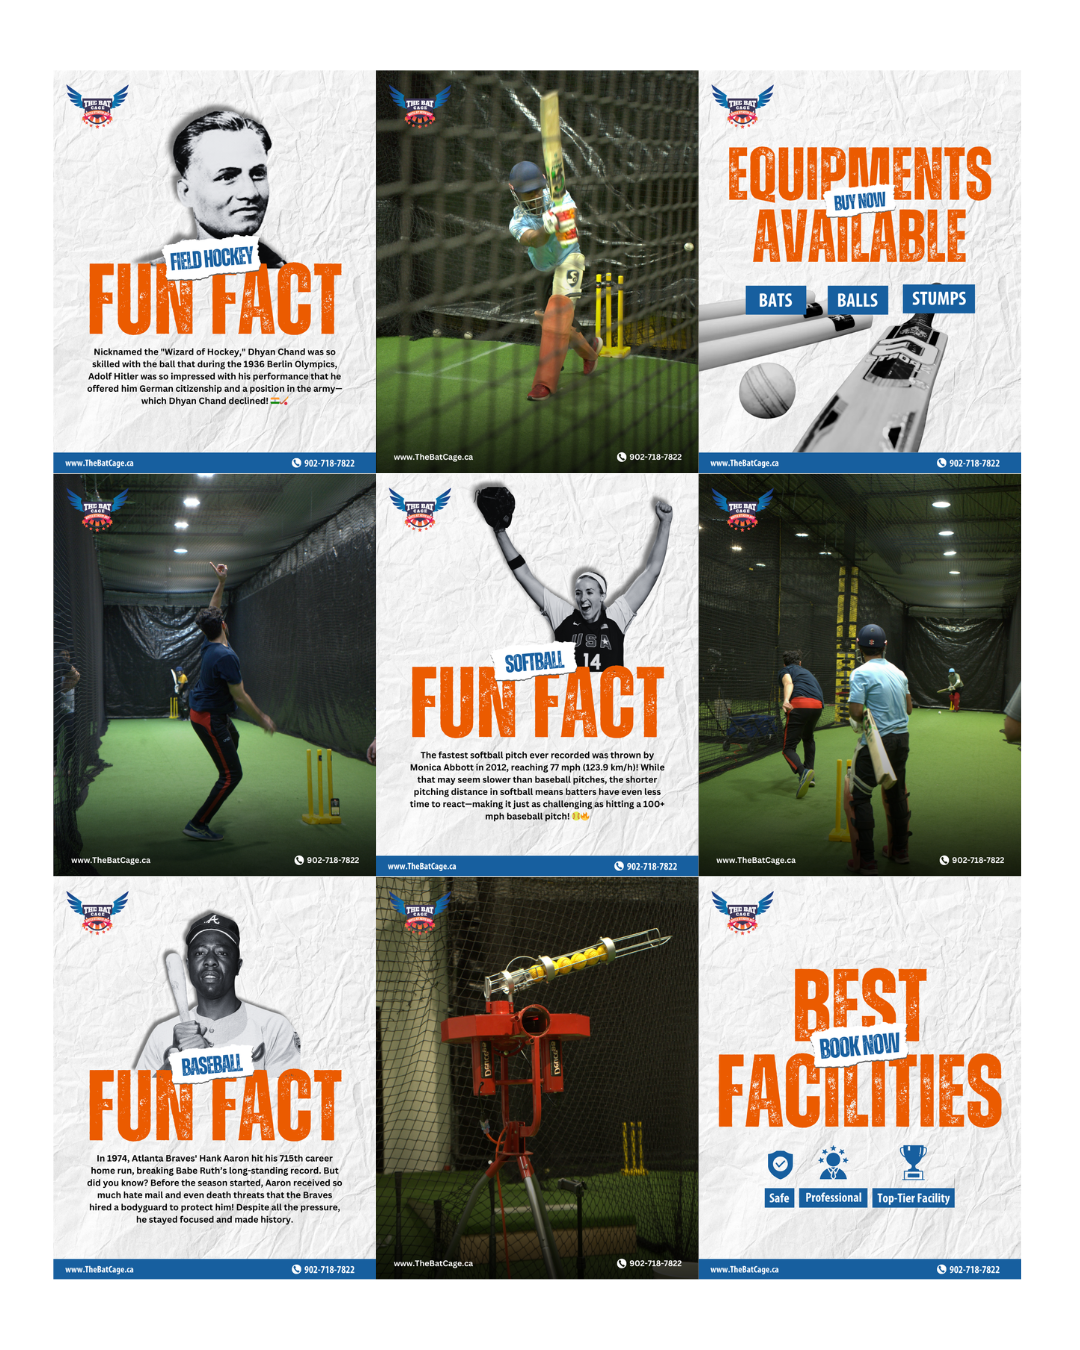 THE BAT
CAGE
FIELD HOCKEY
FUN FACT
Nicknamed the "Wizard of Hockey," Dhyan Chand was so
skilled with the ball that during the 1936 Berlin Olympics,
Adolf Hitler was so impressed with his performance that he
offered him German citizenship and a position in the army—
which Dhyan Chand declined! 🇮🇳🏑
www.TheBatCage.ca
902-718-7822
THE BAT
CAGE
www.TheBatCage.ca
902-718-7822
THE BAT
CAGE
EQUIPMENTS
BUY NOW
AVAILABLE
BATS
BALLS
STUMPS
www.TheBatCage.ca
902-718-7822
THE BAT
CAGE
www.TheBatCage.ca
902-718-7822
THE BAT
CAGE
USA
14
SOFTBALL
FUN FACT
The fastest softball pitch ever recorded was thrown by
Monica Abbott in 2012, reaching 77 mph (123.9 km/h)! While
that may seem slower than baseball pitches, the shorter
pitching distance in softball means batters have even less
time to react—making it just as challenging as hitting a 100+
mph baseball pitch! 🥎🔥
www.TheBatCage.ca
902-718-7822
THE BAT
CAGE
www.TheBatCage.ca
902-718-7822
THE BAT
CAGE
A
BASEBALL
FUN FACT
In 1974, Atlanta Braves' Hank Aaron hit his 715th career
home run, breaking Babe Ruth's long-standing record. But
did you know? Before the season started, Aaron received so
much hate mail and even death threats that the Braves
hired a bodyguard to protect him! Despite all the pressure,
he stayed focused and made history.
www.TheBatCage.ca
902-718-7822
THE BAT
CAGE
www.TheBatCage.ca
902-718-7822
THE BAT
CAGE
BEST
BOOK NOW
FACILITIES
Safe
Professional
Top-Tier Facility
www.TheBatCage.ca
902-718-7822